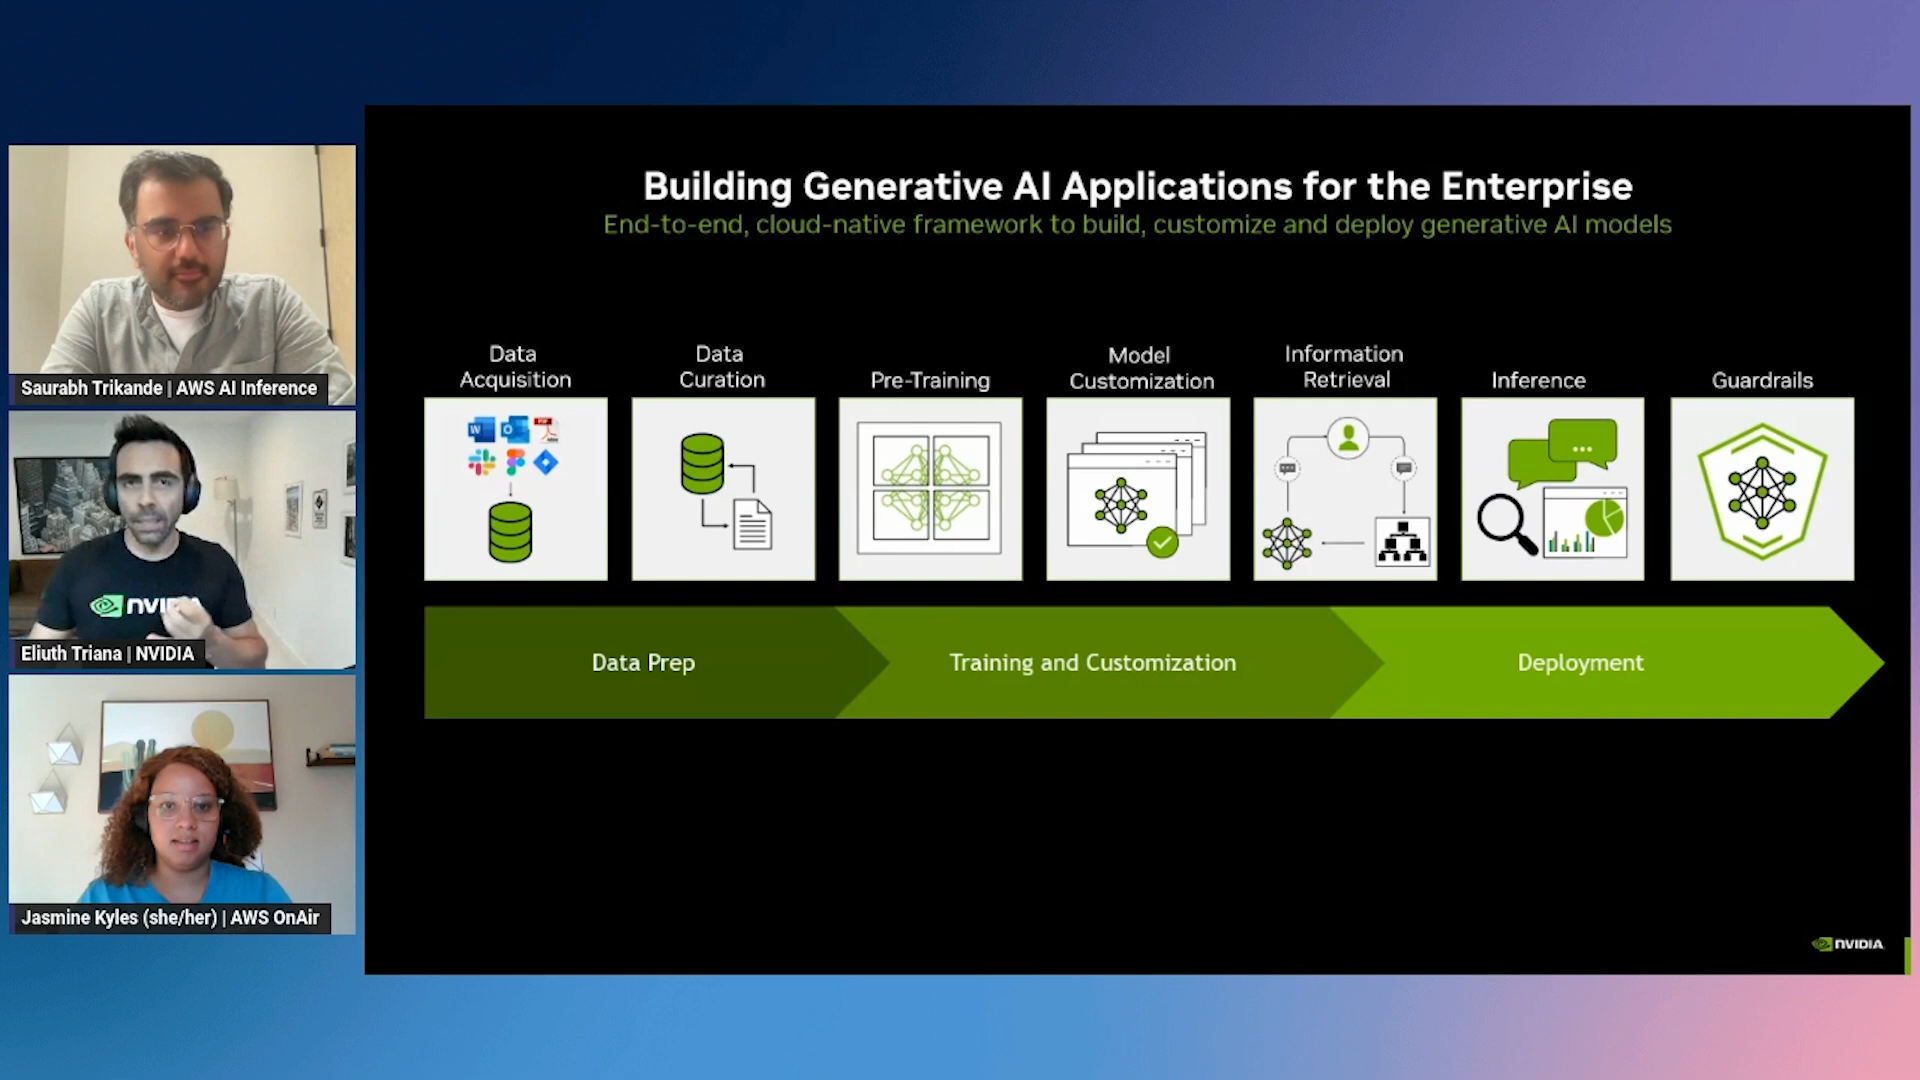 Building Generative AI Applications for the Enterprise
End-to-end, cloud-native framework to build, customize and deploy generative AI models
Data
Acquisition
Data
Curation
Pre-Training
Model
Customization
Information
Retrieval
Inference
Guardrails
Data Prep
Training and Customization
Deployment
NVIDIA
Saurabh Trikande | AWS AI Inference
Eliuth Triana | NVIDIA
Jasmine Kyles (she/her) | AWS OnAir